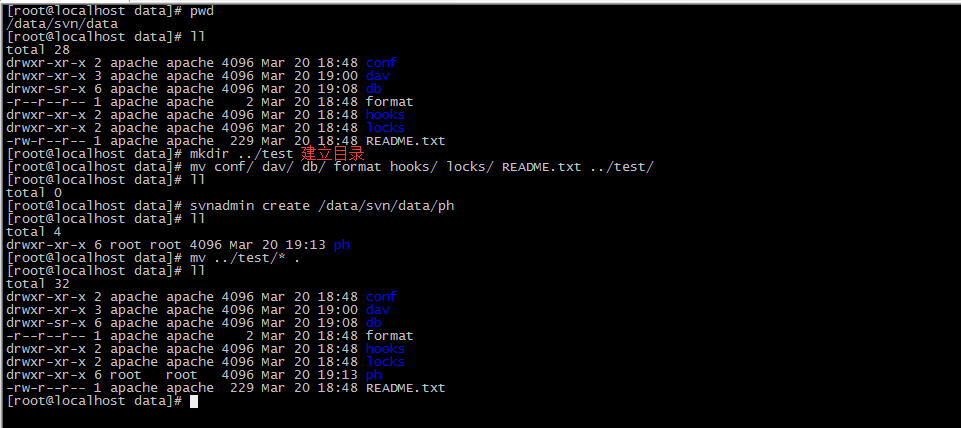 [root@localhost data]# pwd
/data/svn/data
[root@localhost data]# ll
total 28
drwxr-xr-x 2 apache apache 4096 Mar 20 18:48 conf
drwxr-xr-x 3 apache apache 4096 Mar 20 19:00 dav
drwxr-sr-x 6 apache apache 4096 Mar 20 19:08 db
-r--r--r-- 1 apache apache    2 Mar 20 18:48 format
drwxr-xr-x 2 apache apache 4096 Mar 20 18:48 hooks
drwxr-xr-x 2 apache apache 4096 Mar 20 18:48 locks
-rw-r--r-- 1 apache apache  229 Mar 20 18:48 README.txt
[root@localhost data]# mkdir ../test 建立目录
[root@localhost data]# mv conf/ dav/ db/ format hooks/ locks/ README.txt ../test/
[root@localhost data]# ll
total 0
[root@localhost data]# svnadmin create /data/svn/data/ph
[root@localhost data]# ll
total 4
drwxr-xr-x 6 root root 4096 Mar 20 19:13 ph
[root@localhost data]# mv ../test/* .
[root@localhost data]# ll
total 32
drwxr-xr-x 2 apache apache 4096 Mar 20 18:48 conf
drwxr-xr-x 3 apache apache 4096 Mar 20 19:00 dav
drwxr-sr-x 6 apache apache 4096 Mar 20 19:08 db
-r--r--r-- 1 apache apache    2 Mar 20 18:48 format
drwxr-xr-x 2 apache apache 4096 Mar 20 18:48 hooks
drwxr-xr-x 2 apache apache 4096 Mar 20 18:48 locks
drwxr-xr-x 6 root   root   4096 Mar 20 19:13 ph
-rw-r--r-- 1 apache apache  229 Mar 20 18:48 README.txt
[root@localhost data]#